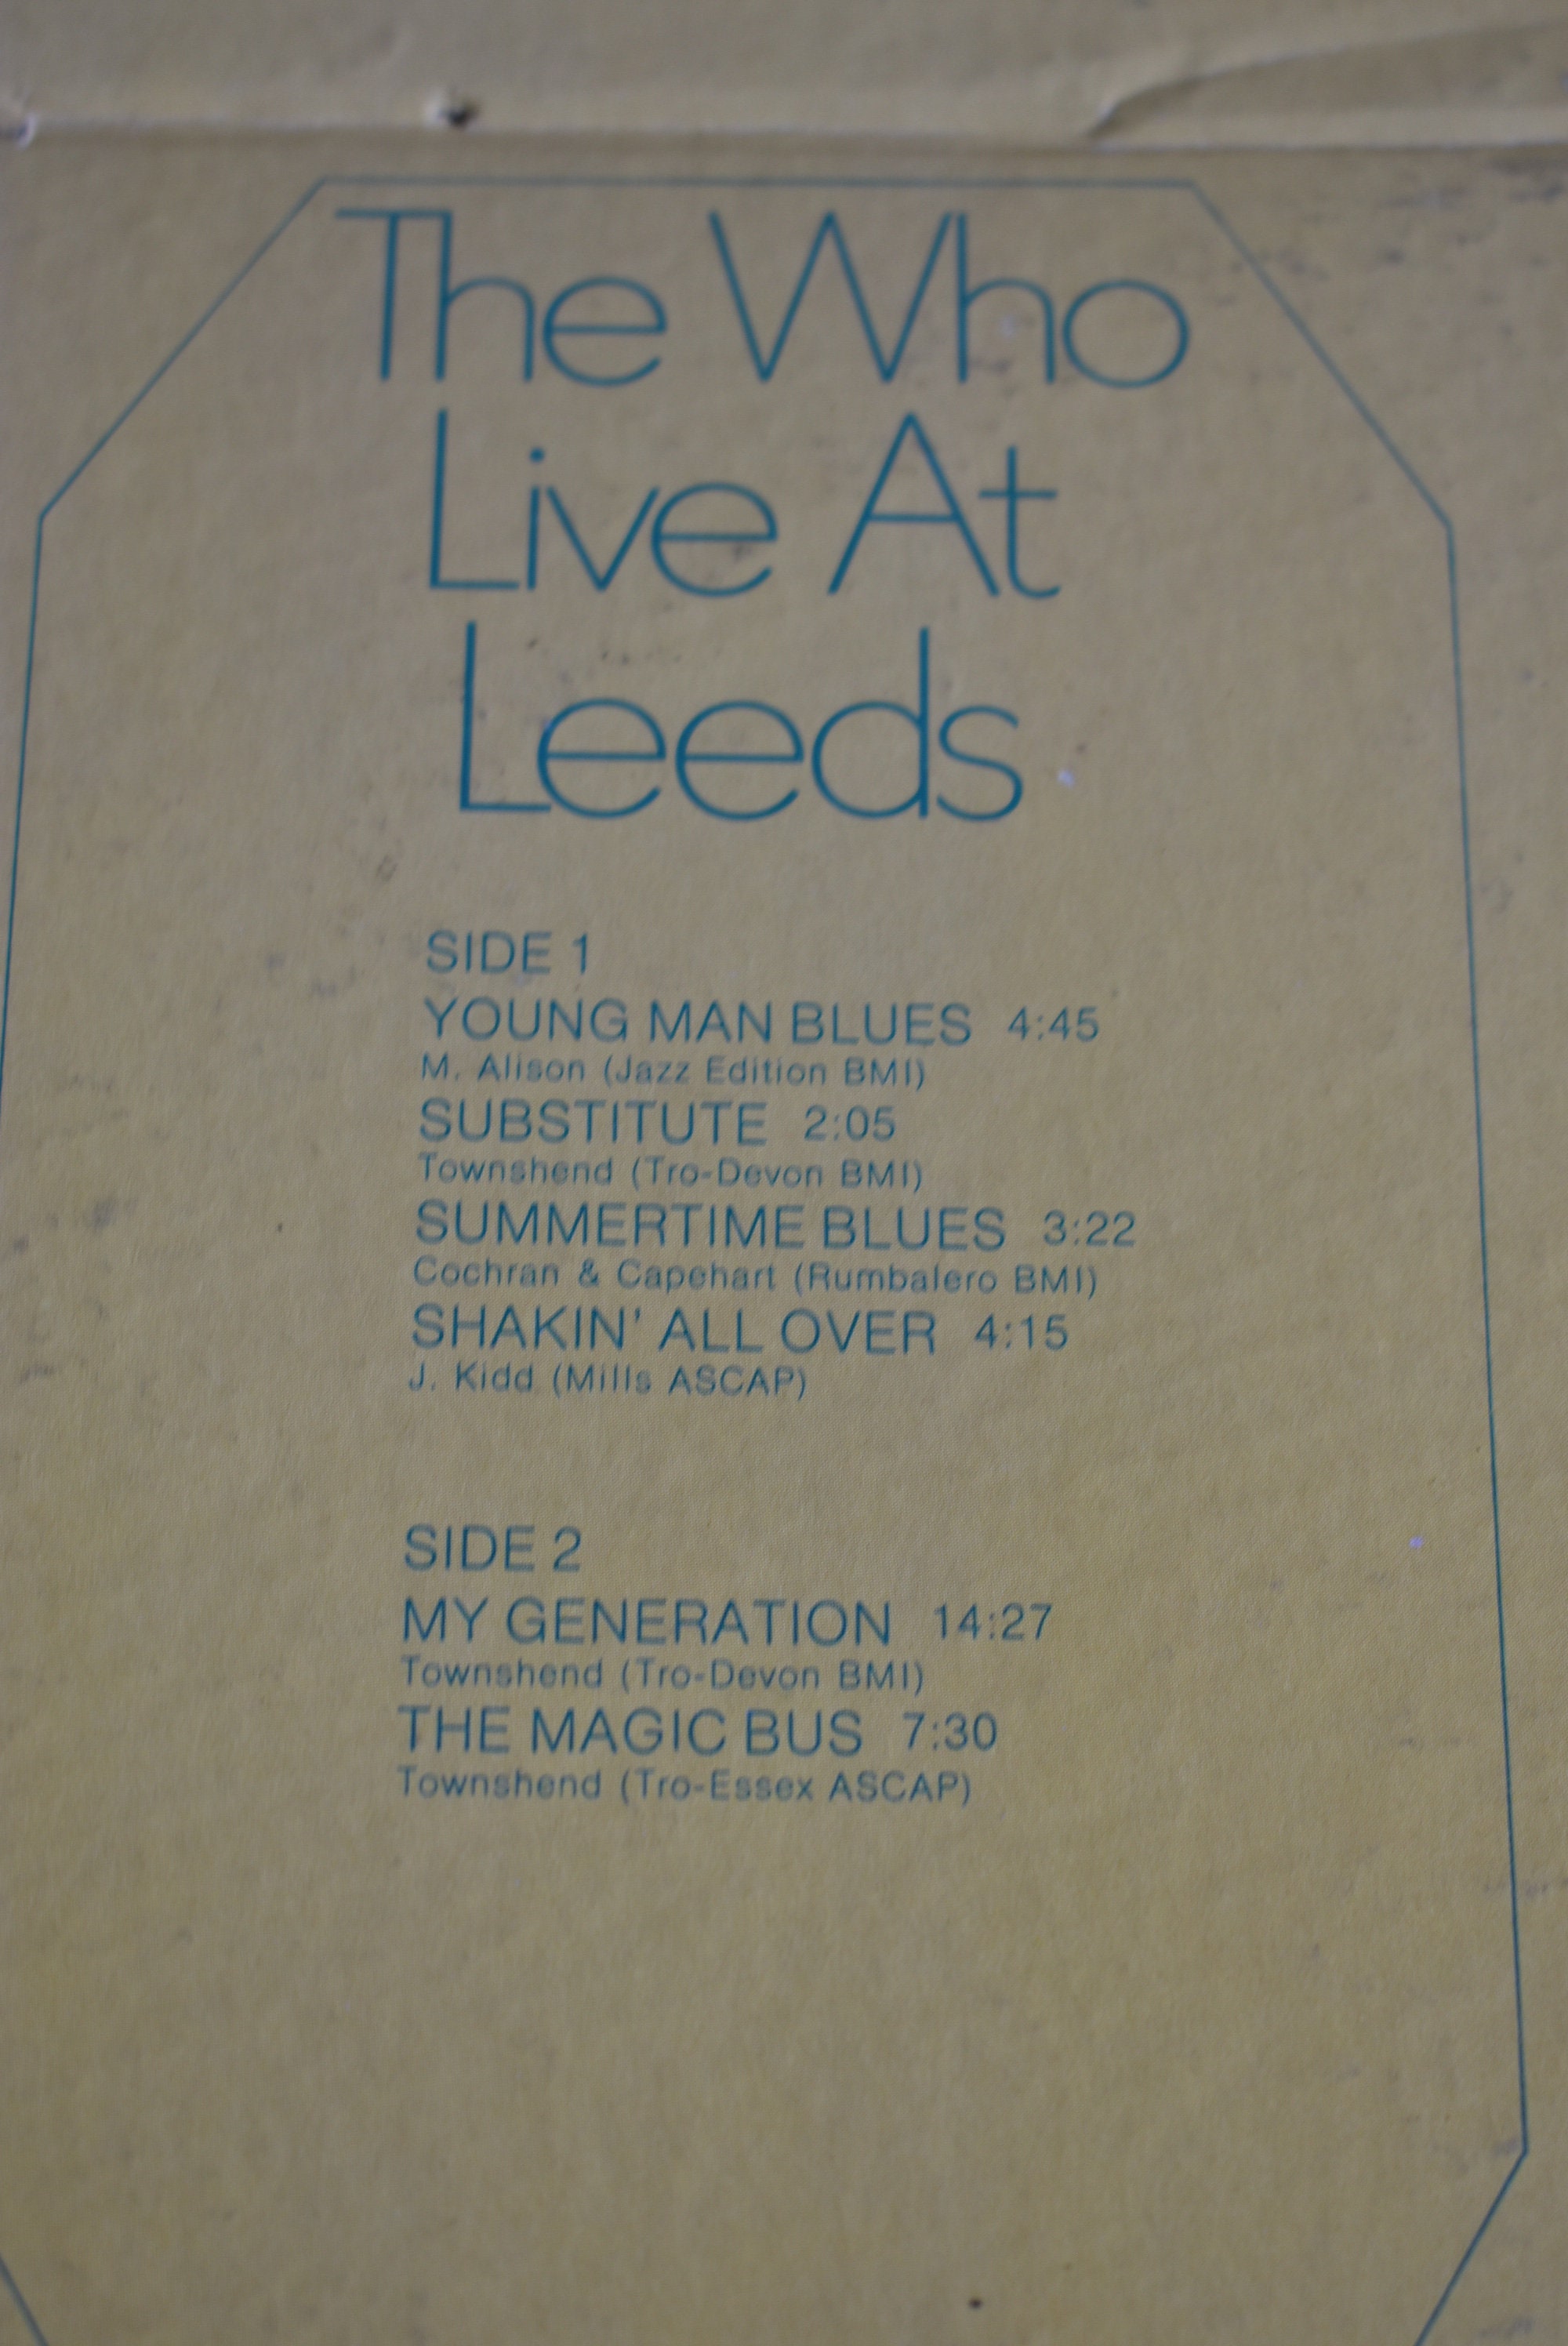 The Who
Live At
Leeds
SIDE 1
YOUNG MAN BLUES 4:45
M. Alison (Jazz Edition BMI)
SUBSTITUTE 2:05
Townshend (Tro-Devon BMI)
SUMMERTIME BLUES 3:22
Cochran & Capehart (Rumbalero BMI)
SHAKIN' ALL OVER 4:15
J. Kidd (Mills ASCAP)
SIDE 2
MY GENERATION 14:27
Townshend (Tro-Devon BMI)
THE MAGIC BUS 7:30
Townshend (Tro-Essex ASCAP)